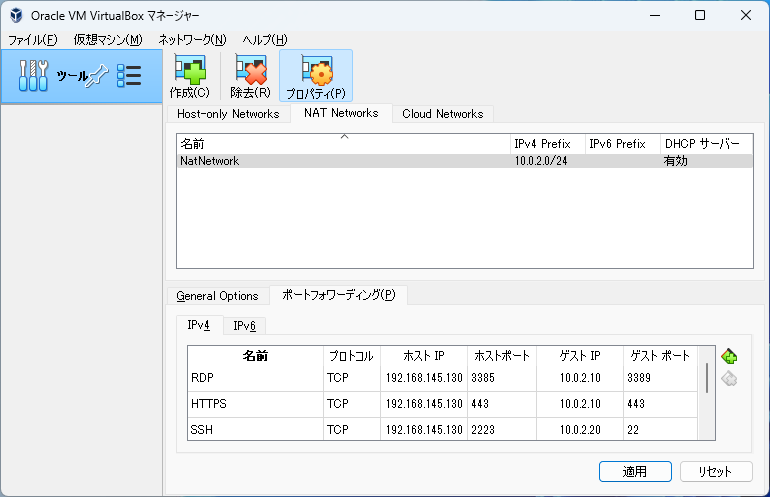 Oracle VM VirtualBox マネージャー
ファイル(F) 仮想マシン(M) ネットワーク(N) ヘルプ(H)
ツール
作成(C) 除去(R) プロパティ(P)
Host-only Networks NAT Networks Cloud Networks
名前 IPv4 Prefix IPv6 Prefix DHCP サーバー
NatNetwork 10.0.2.0/24 有効
General Options ポートフォワーディング(P)
IPv4 IPv6
名前 プロトコル ホスト IP ホストポート ゲスト IP ゲスト ポート
RDP TCP 192.168.145.130 3385 10.0.2.10 3389
HTTPS TCP 192.168.145.130 443 10.0.2.10 443
SSH TCP 192.168.145.130 2223 10.0.2.20 22
適用 リセット